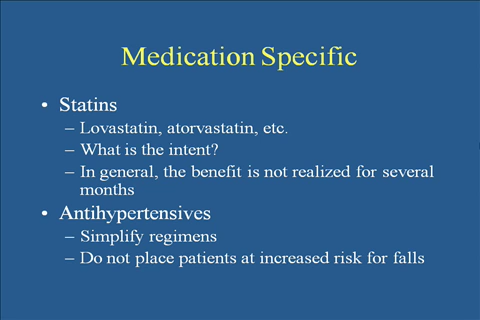 Medication Specific
• Statins
– Lovastatin, atorvastatin, etc.
– What is the intent?
– In general, the benefit is not realized for several
months
• Antihypertensives
– Simplify regimens
– Do not place patients at increased risk for falls